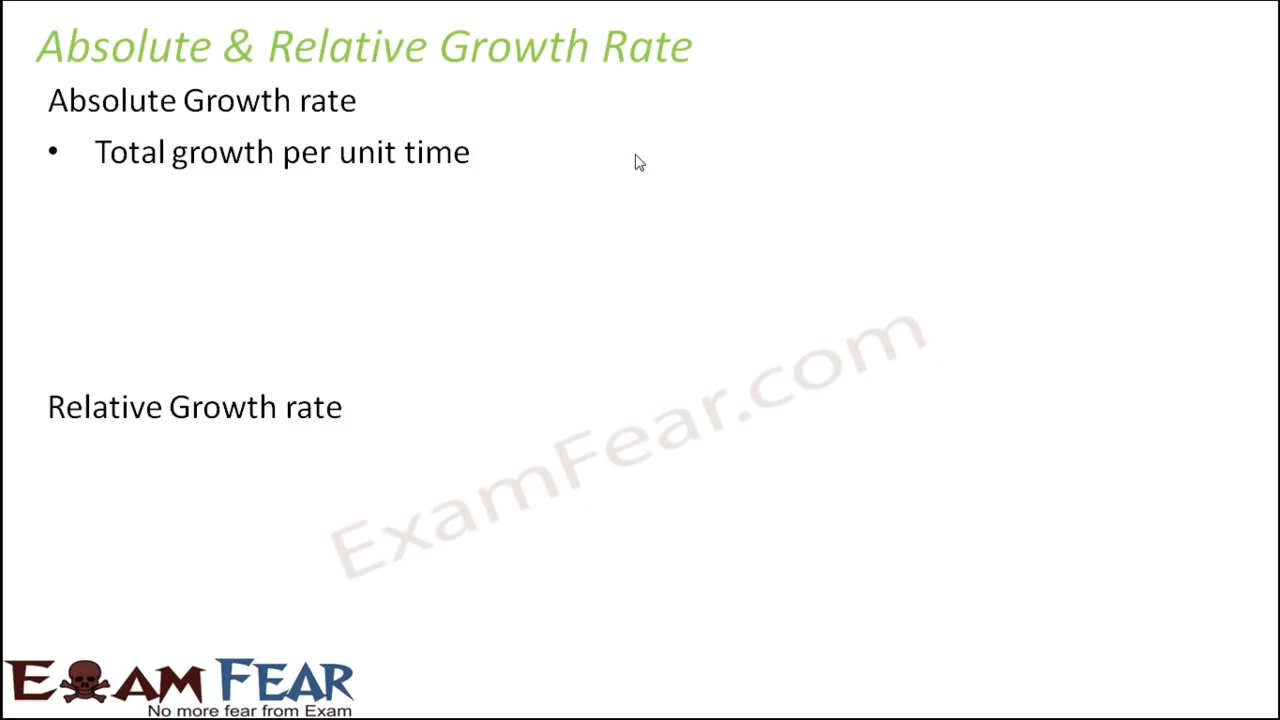 Absolute & Relative Growth Rate
Absolute Growth rate
• Total growth per unit time
Relative Growth rate
ExamFear.com
EXAM FEAR
No more fear from Exam